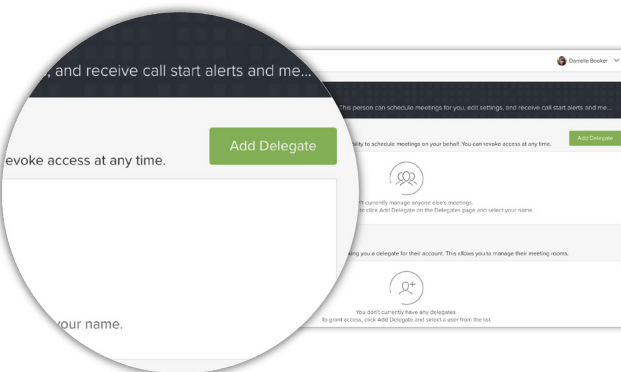 , and receive call start alerts and me...
evoke access at any time.
Add Delegate
your name.
Danielle Booker
This person can schedule meetings for you, edit settings, and receive call start alerts and me...
ility to schedule meetings on your behalf. You can revoke access at any time.
Add Delegate
't currently manage anyone else's meetings.
to click Add Delegate on the Delegates page and select your name.
king you a delegate for their account. This allows you to manage their meeting rooms.
You don't currently have any delegates.
To grant access, click Add Delegate and select a user from the list.